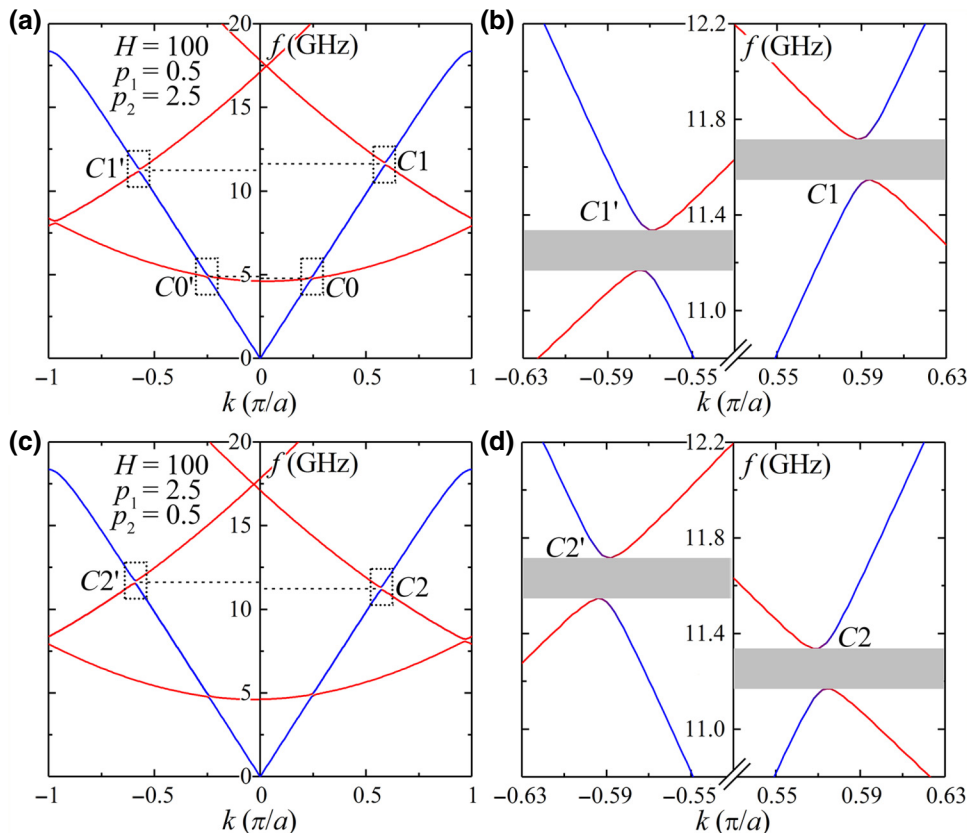 (a)
20
f (GHz)
H = 100
p₁ = 0.5
p₂ = 2.5
15
C1'
C1
10
5
C0'
C0
0
−1 −0.5 0 0.5 1
k (π/a)
(b)
12.2
11.8
C1'
C1
11.4
11.0
−0.63 −0.59 −0.55 0.55 0.59 0.63
k (π/a)
(c)
20
f (GHz)
H = 100
p₁ = 2.5
p₂ = 0.5
15
C2'
C2
10
5
0
−1 −0.5 0 0.5 1
k (π/a)
(d)
12.2
f (GHz)
11.8
C2'
C2
11.4
11.0
−0.63 −0.59 −0.55 0.55 0.59 0.63
k (π/a)